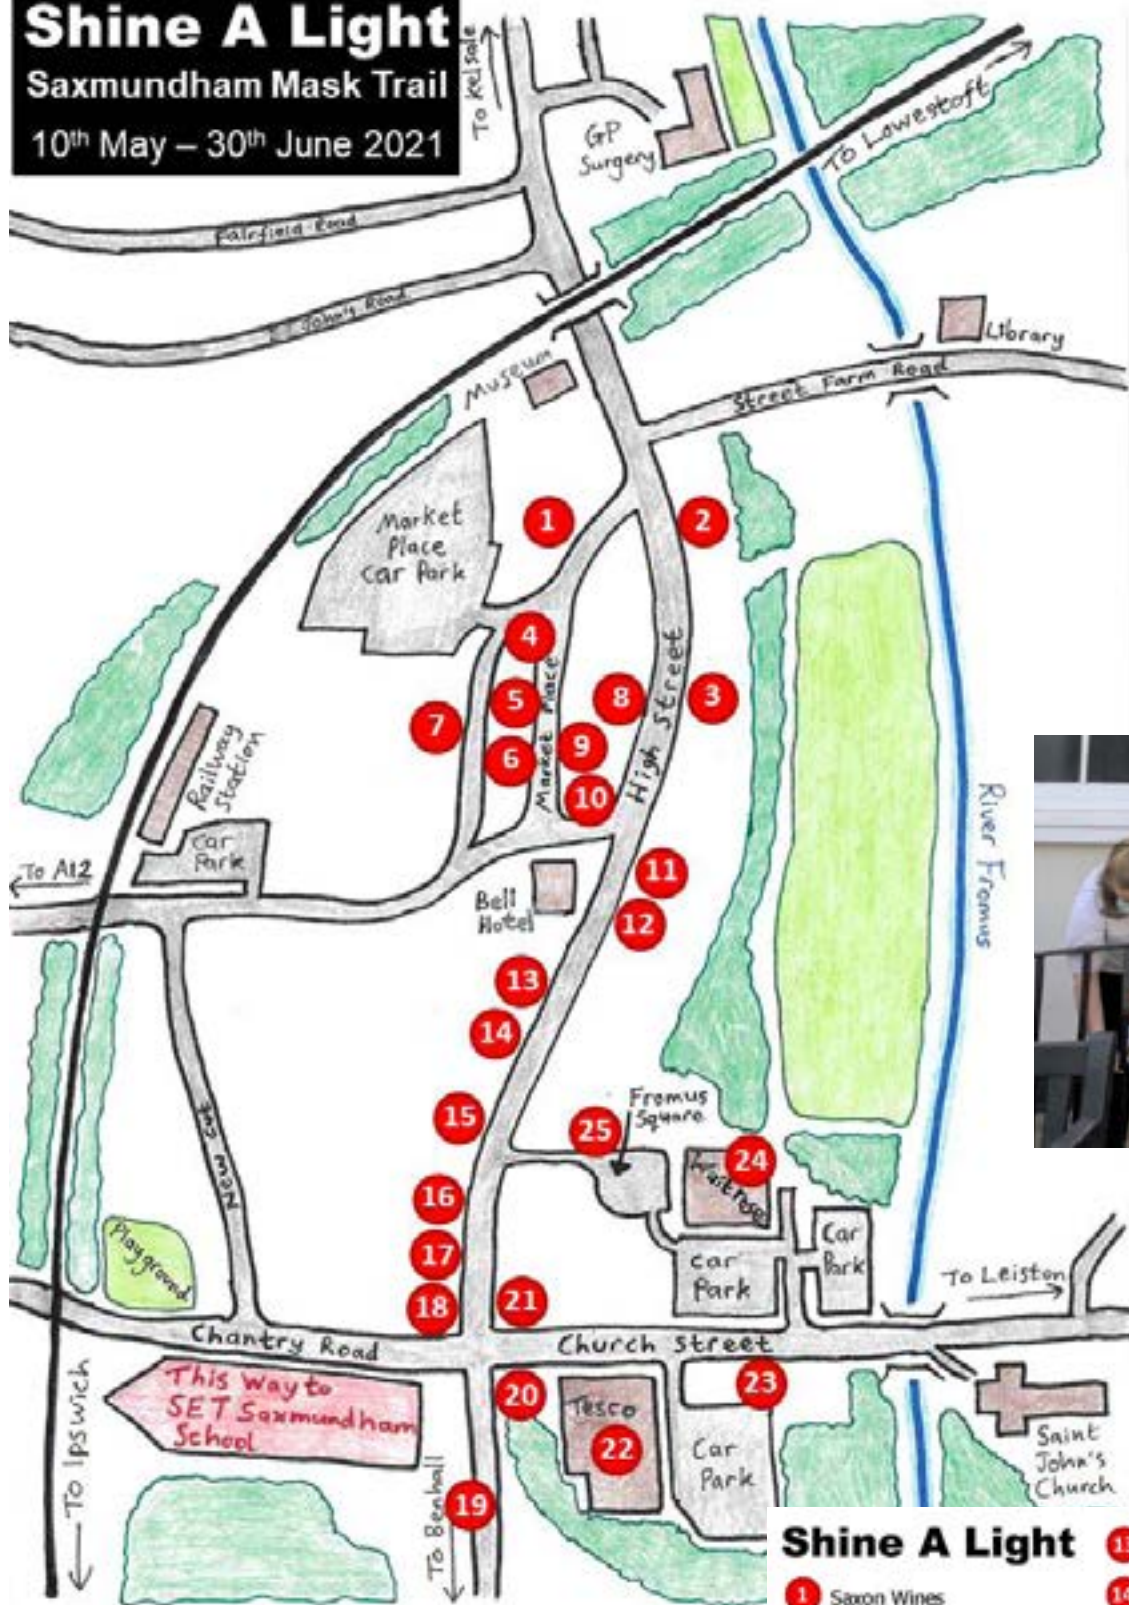 Shine A Light
Saxmundham Mask Trail
10th May – 30th June 2021
To Kelsale
GP
Surgery
To Lowestoft
Fairfield Road
John's Road
Museum
Library
Street Farm Road
Market
Place
Car Park
1
2
4
5
7
8
3
6
9
10
Market Place
High Street
Railway
Station
Car
Park
To A12
Bell
Hotel
River Fromus
11
12
13
14
15
New Cut
Fromus
Square
25
24
Waitrose
16
17
18
21
Car
Park
Car
Park
To Leiston
Playground
Chantry Road
Church Street
This Way to
SET Saxmundham
School
To Ipswich
To Benhall
20
Tesco
22
23
Car
Park
19
Saint
John's
Church
Shine A Light
13
1 Saxon Wines
14